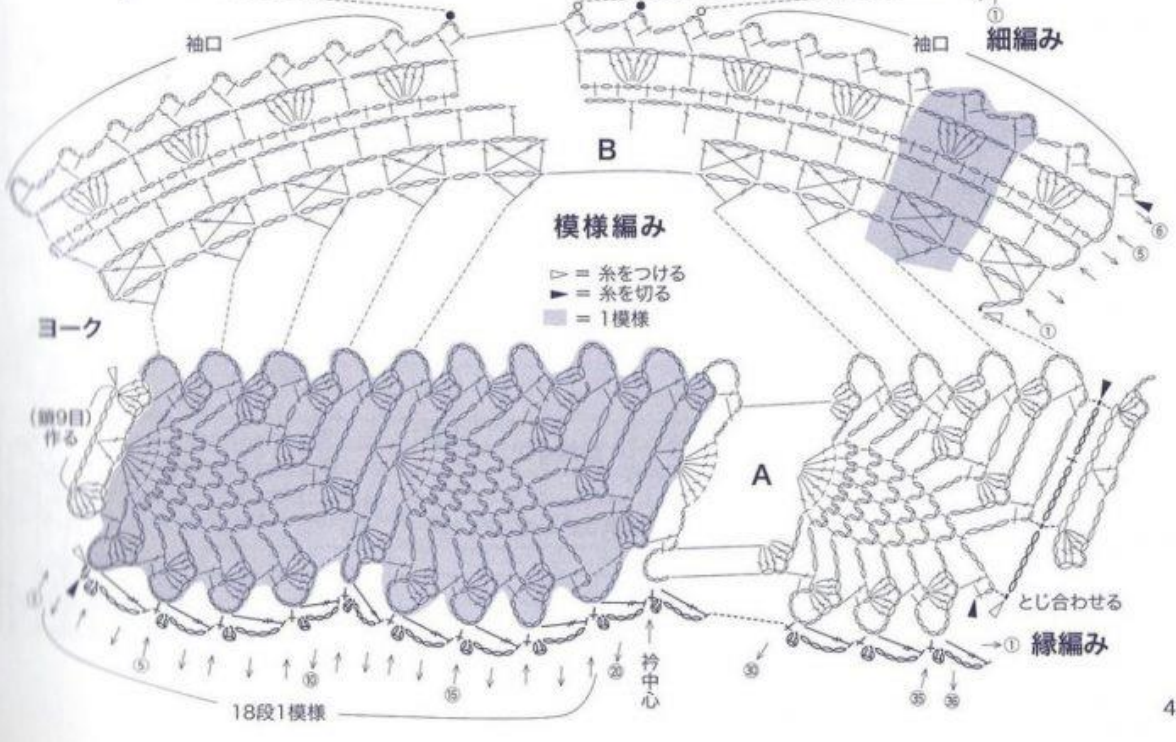 ①
袖口
袖口
細編み
B
模様編み
⑥
⑤
▷ = 糸をつける
▶ = 糸を切る
= 1模様
①
ヨーク
(鎖9目)
作る
A
とじ合わせる
①
⑤
⑩
⑮
⑳
衿中心
㉚
㉟
㊱
→① 縁編み
18段1模様
4